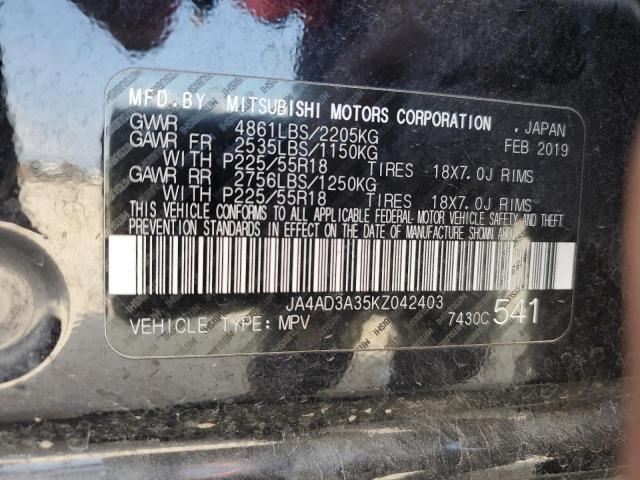 MFD.BY MITSUBISHI MOTORS CORPORATION , JAPAN
GVWR 4861LBS/2205KG FEB 2019
GAWR FR 2535LBS/1150KG
WITH P225/55R18 TIRES 18X7.0J RIMS
GAWR RR 2756LBS/1250KG
WITH P225/55R18 TIRES 18X7.0J RIMS
THIS VEHICLE CONFORMS TO ALL APPLICABLE FEDERAL MOTOR VEHICLE SAFETY AND THEFT
PREVENTION STANDARDS IN EFFECT ON THE DATE OF MANUFACTURE SHOWN ABOVE.
JA4AD3A35KZ042403
VEHICLE TYPE:MPV 7430C 541